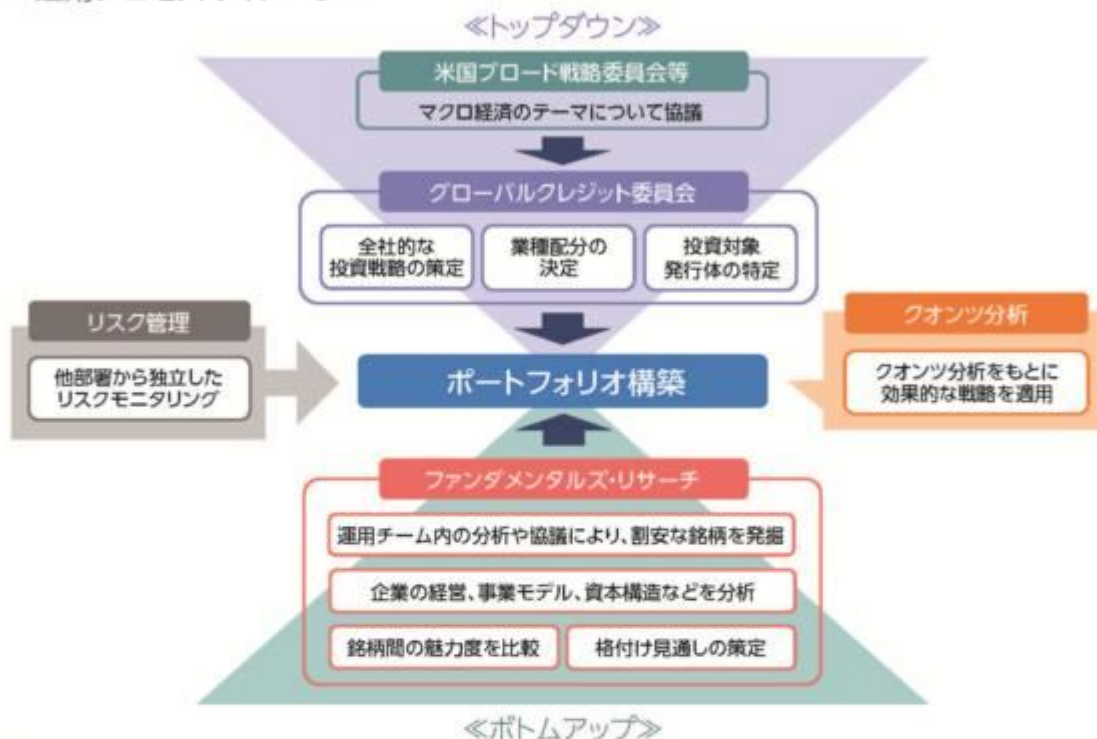 ≪トップダウン≫
米国ブロード戦略委員会等
マクロ経済のテーマについて協議
グローバルクレジット委員会
全社的な
投資戦略の策定
業種配分の
決定
投資対象
発行体の特定
リスク管理
他部署から独立した
リスクモニタリング
ポートフォリオ構築
クオンツ分析
クオンツ分析をもとに
効果的な戦略を適用
ファンダメンタルズ・リサーチ
運用チーム内の分析や協議により、割安な銘柄を発掘
企業の経営、事業モデル、資本構造などを分析
銘柄間の魅力度を比較
格付け見通しの策定
≪ボトムアップ≫